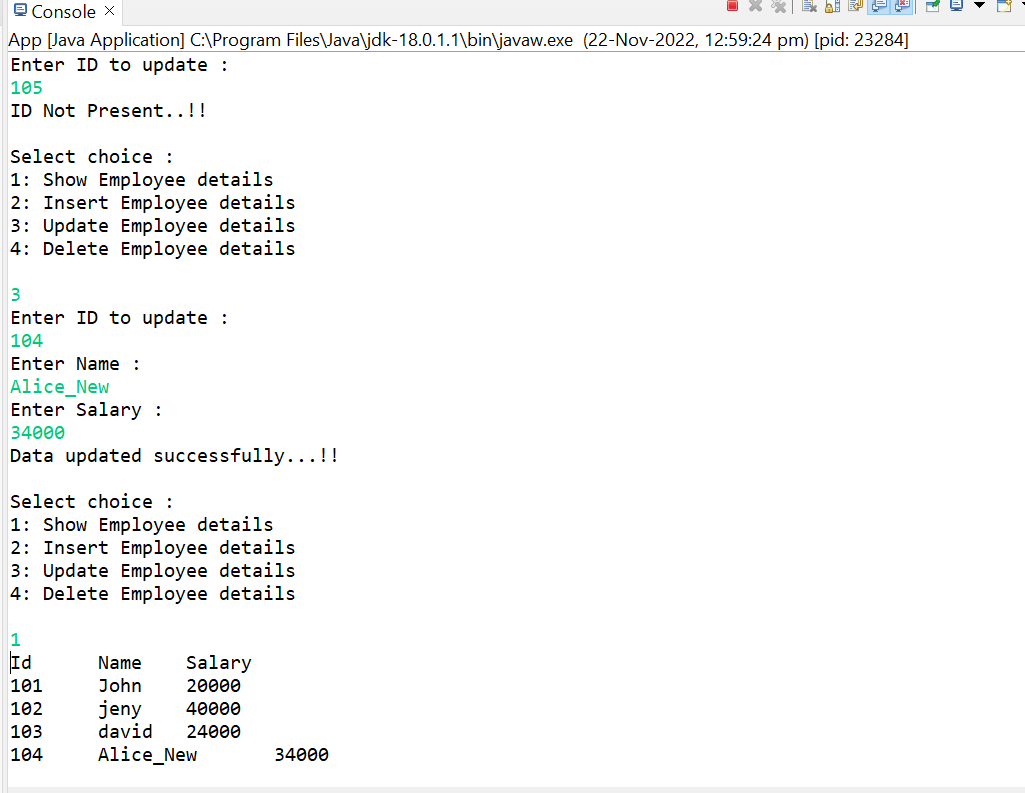 Console
App [Java Application] C:\Program Files\Java\jdk-18.0.1.1\bin\javaw.exe (22-Nov-2022, 12:59:24 pm) [pid: 23284]
Enter ID to update :
105
ID Not Present..!!
Select choice :
1: Show Employee details
2: Insert Employee details
3: Update Employee details
4: Delete Employee details
3
Enter ID to update :
104
Enter Name :
Alice_New
Enter Salary :
34000
Data updated successfully...!!
Select choice :
1: Show Employee details
2: Insert Employee details
3: Update Employee details
4: Delete Employee details
1
Id Name Salary
101 John 20000
102 jeny 40000
103 david 24000
104 Alice_New 34000